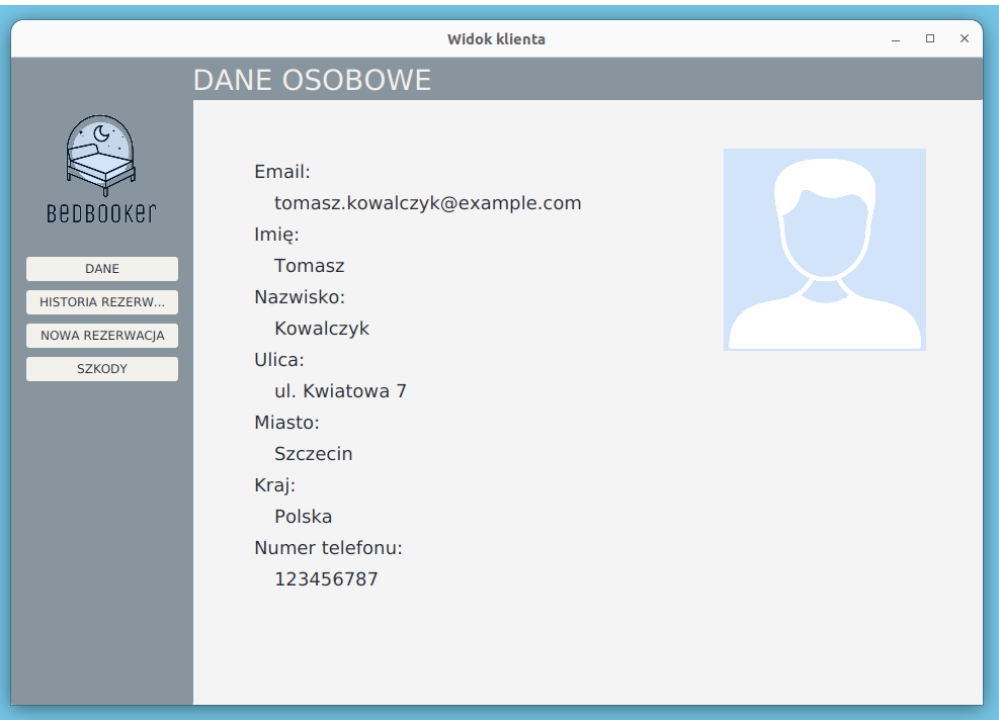 Widok klienta
DANE OSOBOWE
BEDBOOKER
DANE
HISTORIA REZERW...
NOWA REZERWACJA
SZKODY
Email:
tomasz.kowalczyk@example.com
Imię:
Tomasz
Nazwisko:
Kowalczyk
Ulica:
ul. Kwiatowa 7
Miasto:
Szczecin
Kraj:
Polska
Numer telefonu:
123456787